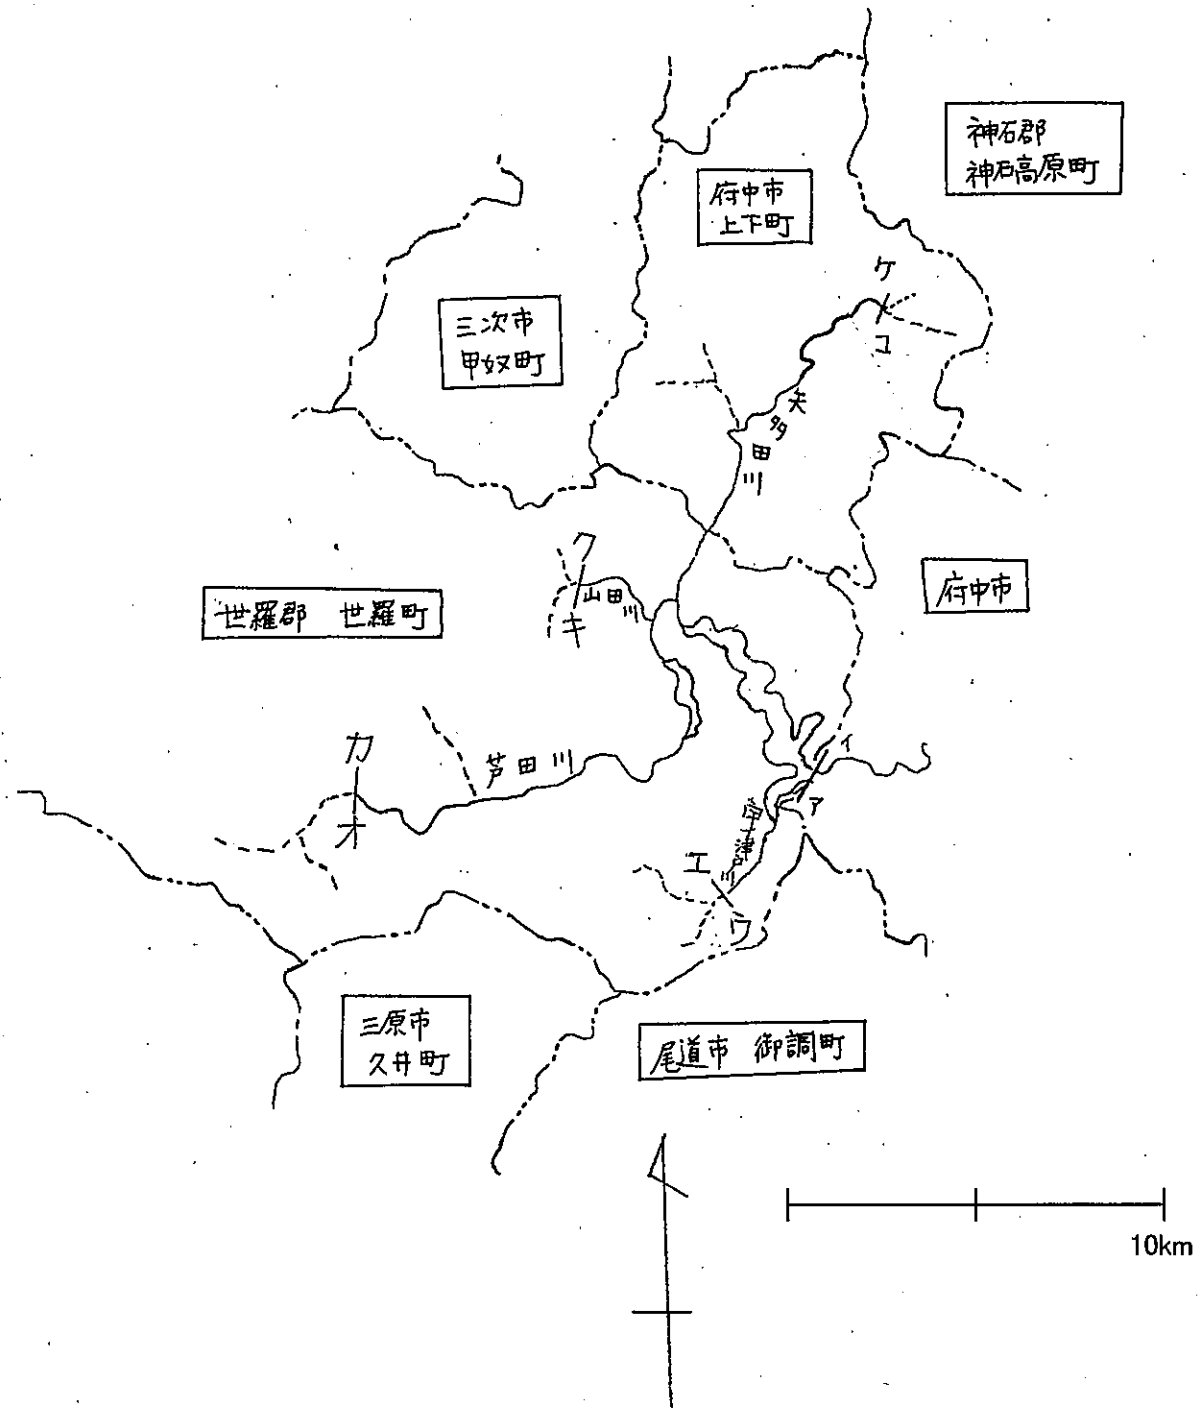 神石郡
神石高原町
府中市
上下町
ケ
コ
三次市
甲奴町
矢
多
田
川
府中市
ク
山田川
キ
世羅郡 世羅町
カ
芦田川
オ
イ
ア
宇津戸川
エ
ウ
三原市
久井町
尾道市 御調町
10km